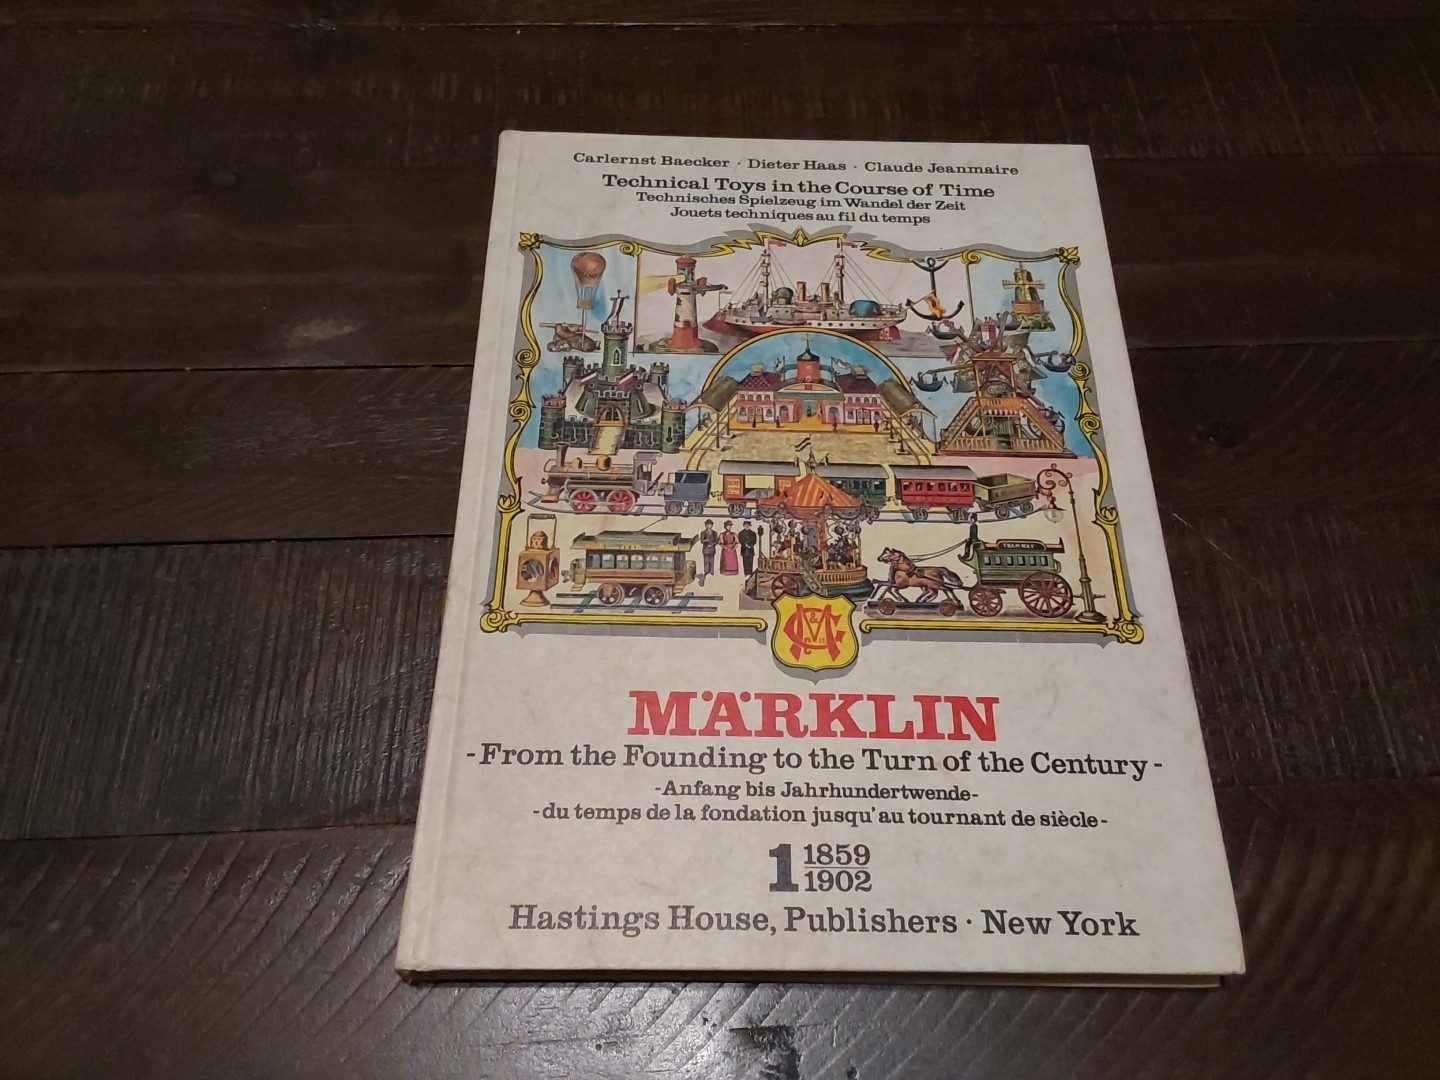 Carlernst Baecker · Dieter Haas · Claude Jeanmaire
Technical Toys in the Course of Time
Technisches Spielzeug im Wandel der Zeit
Jouets techniques au fil du temps
TRAMWAY
MÄRKLIN
-From the Founding to the Turn of the Century-
-Anfang bis Jahrhundertwende-
-du temps de la fondation jusqu'au tournant de siècle-
1 1859
1902
Hastings House, Publishers · New York